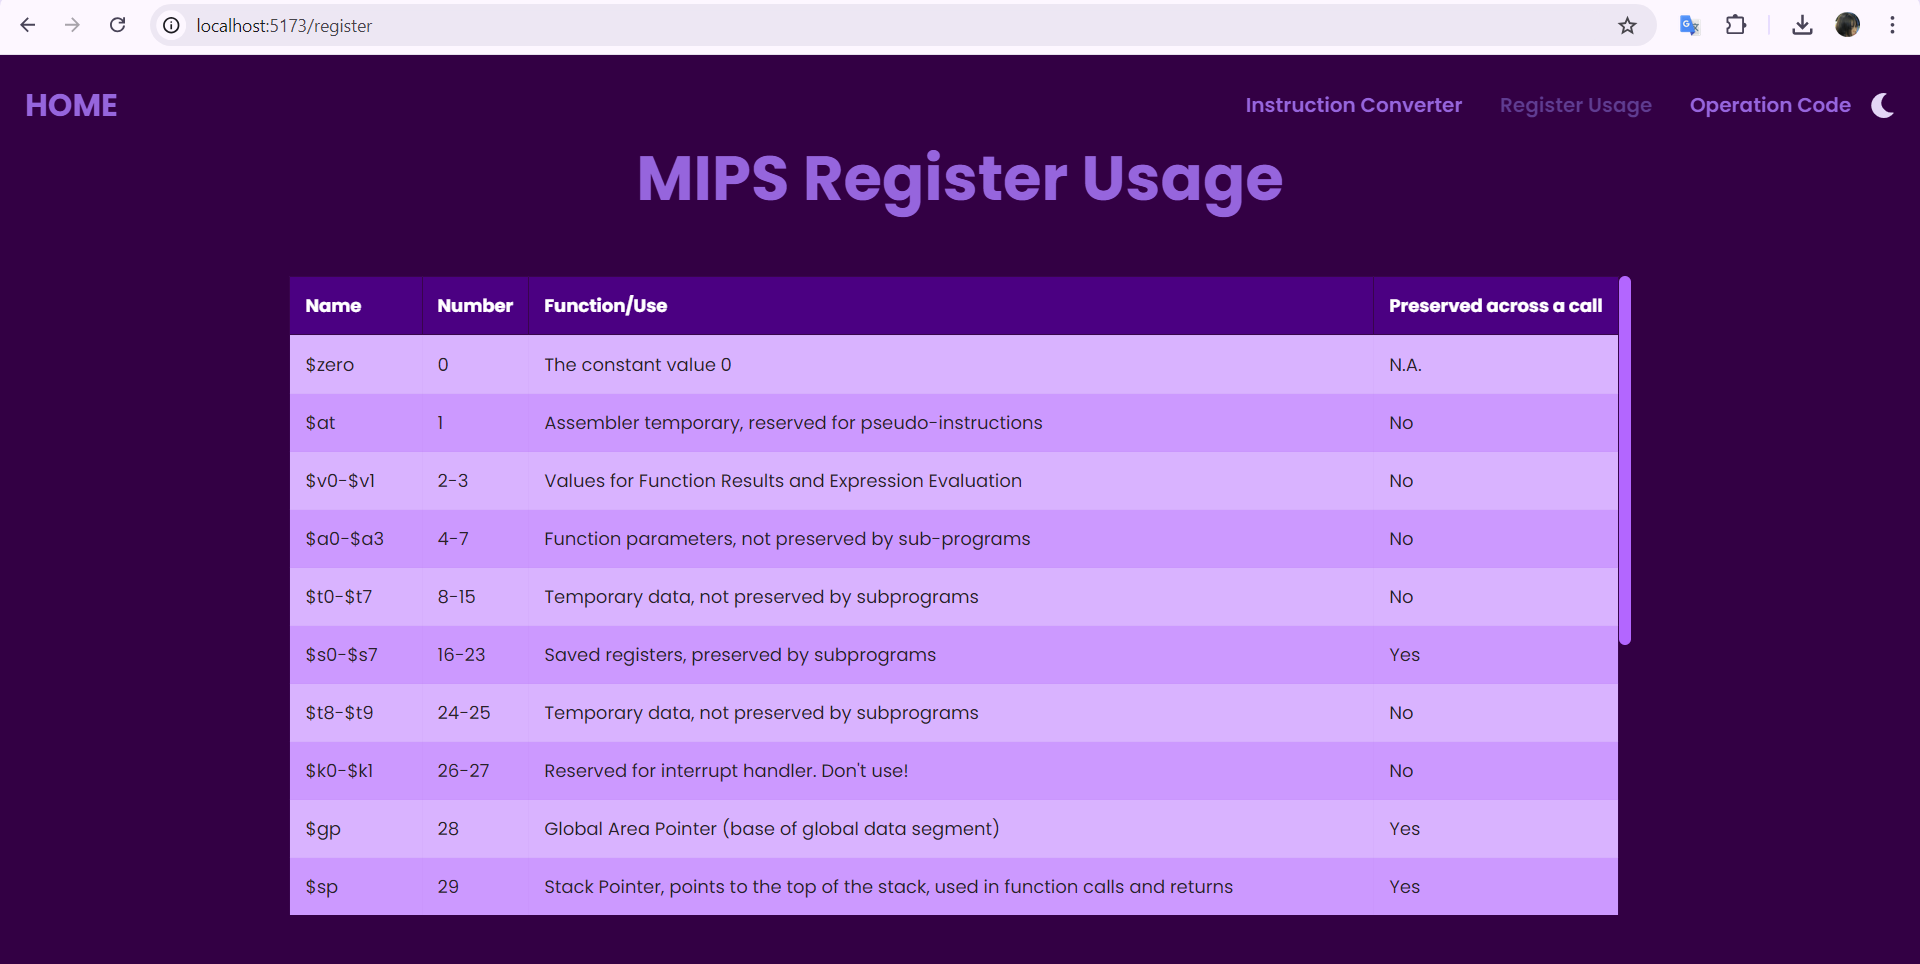 localhost:5173/register
HOME Instruction Converter Register Usage Operation Code
MIPS Register Usage
Name Number Function/Use Preserved across a call
$zero 0 The constant value 0 N.A.
$at 1 Assembler temporary, reserved for pseudo-instructions No
$v0-$v1 2-3 Values for Function Results and Expression Evaluation No
$a0-$a3 4-7 Function parameters, not preserved by sub-programs No
$t0-$t7 8-15 Temporary data, not preserved by subprograms No
$s0-$s7 16-23 Saved registers, preserved by subprograms Yes
$t8-$t9 24-25 Temporary data, not preserved by subprograms No
$k0-$k1 26-27 Reserved for interrupt handler. Don't use! No
$gp 28 Global Area Pointer (base of global data segment) Yes
$sp 29 Stack Pointer, points to the top of the stack, used in function calls and returns Yes